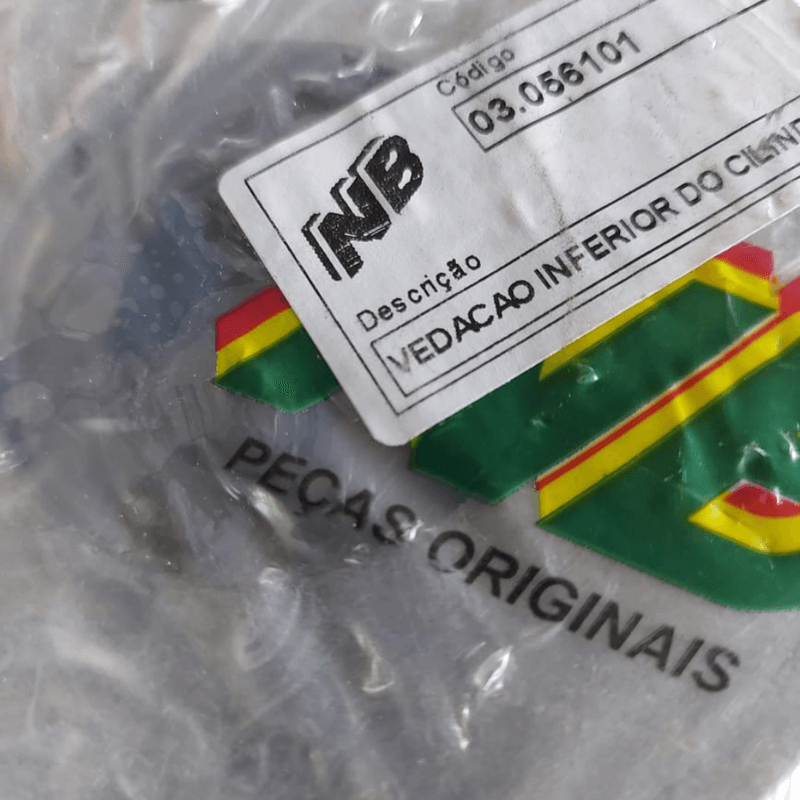 Código
03.056101
NB
Descrição
VEDACAO INFERIOR DO
PEÇAS ORIGINAIS